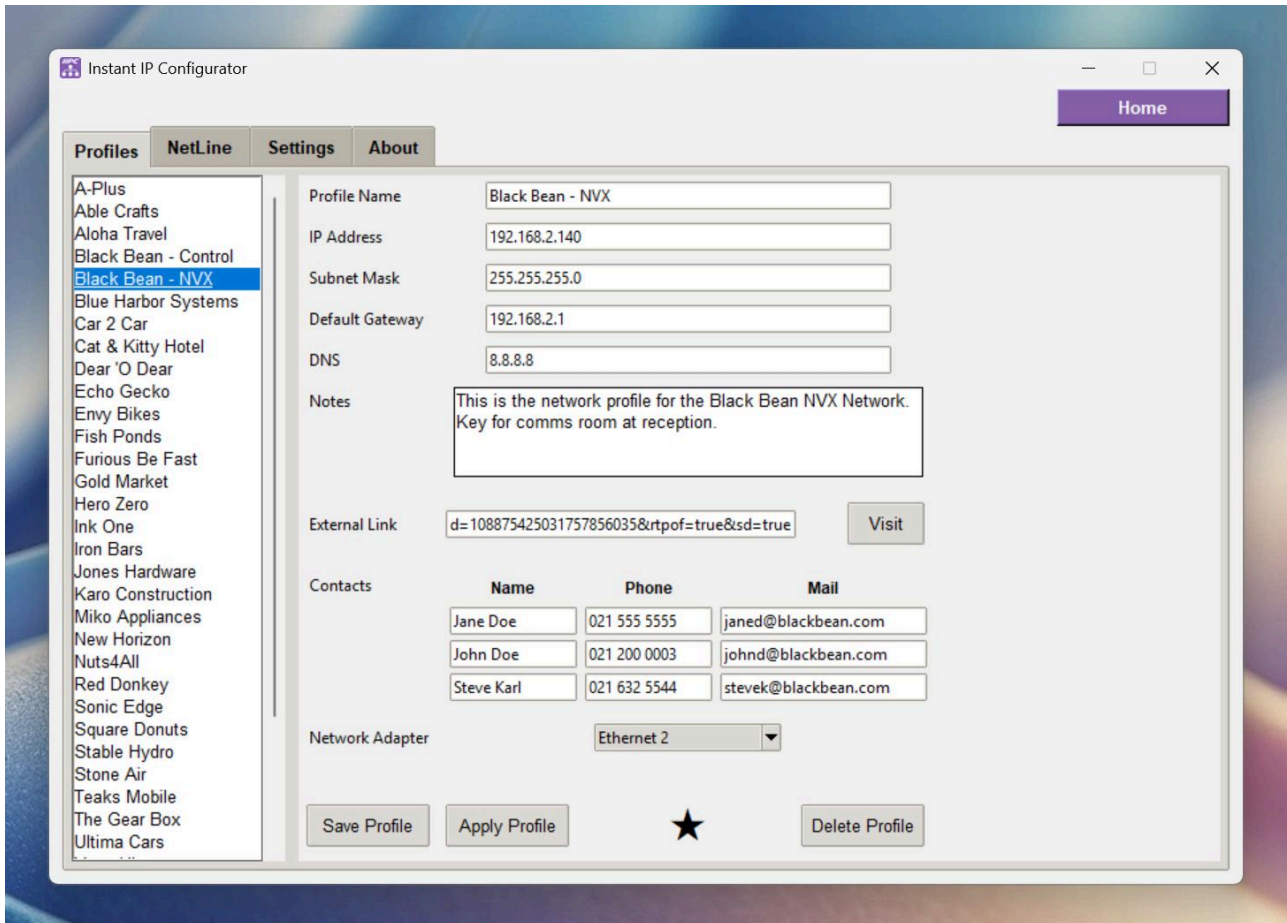 Instant IP Configurator
Home
Profiles NetLine Settings About
A-Plus
Able Crafts
Aloha Travel
Black Bean - Control
Black Bean - NVX
Blue Harbor Systems
Car 2 Car
Cat & Kitty Hotel
Dear 'O Dear
Echo Gecko
Envy Bikes
Fish Ponds
Furious Be Fast
Gold Market
Hero Zero
Ink One
Iron Bars
Jones Hardware
Karo Construction
Miko Appliances
New Horizon
Nuts4All
Red Donkey
Sonic Edge
Square Donuts
Stable Hydro
Stone Air
Teaks Mobile
The Gear Box
Ultima Cars
Profile Name Black Bean - NVX
IP Address 192.168.2.140
Subnet Mask 255.255.255.0
Default Gateway 192.168.2.1
DNS 8.8.8.8
Notes This is the network profile for the Black Bean NVX Network.
Key for comms room at reception.
External Link d=108875425031757856035&rtpof=true&sd=true Visit
Contacts Name Phone Mail
Jane Doe 021 555 5555 janed@blackbean.com
John Doe 021 200 0003 johnd@blackbean.com
Steve Karl 021 632 5544 stevek@blackbean.com
Network Adapter Ethernet 2
Save Profile Apply Profile Delete Profile